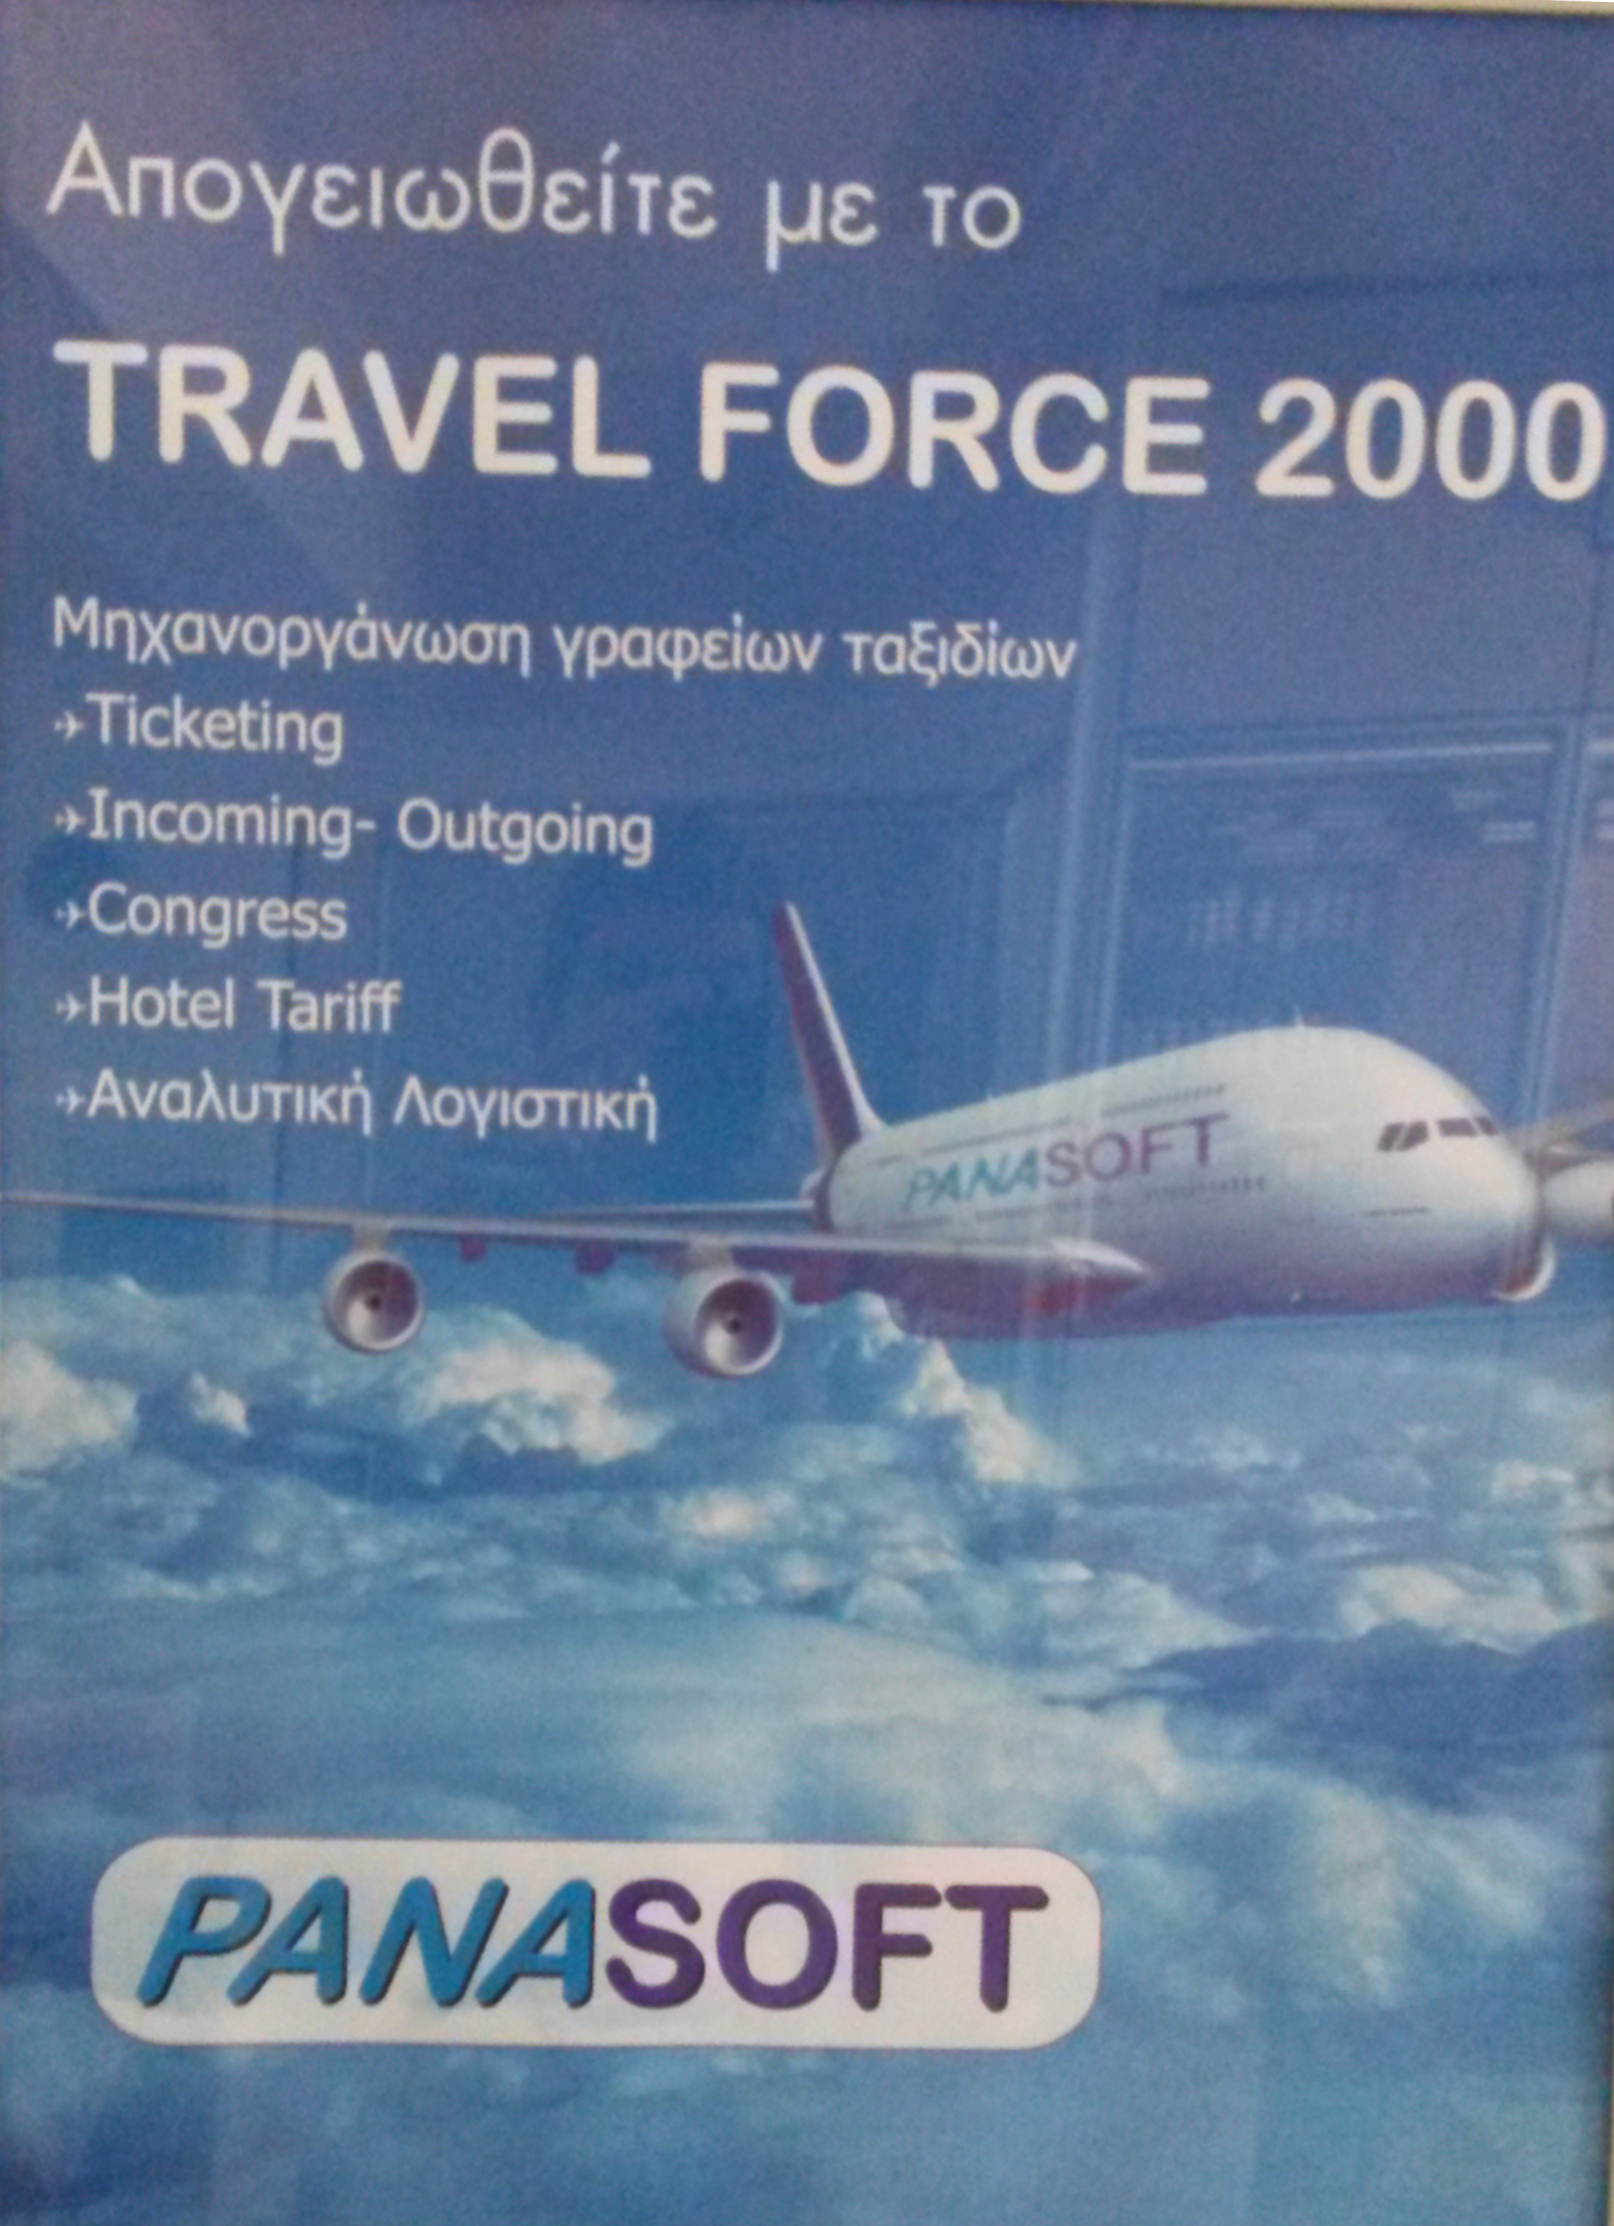 Απογειωθείτε με το
TRAVEL FORCE 2000
Μηχανοργάνωση γραφείων ταξιδίων
✈Ticketing
✈Incoming- Outgoing
✈Congress
✈Hotel Tariff
✈Αναλυτική Λογιστική
PANASOFT
PANASOFT